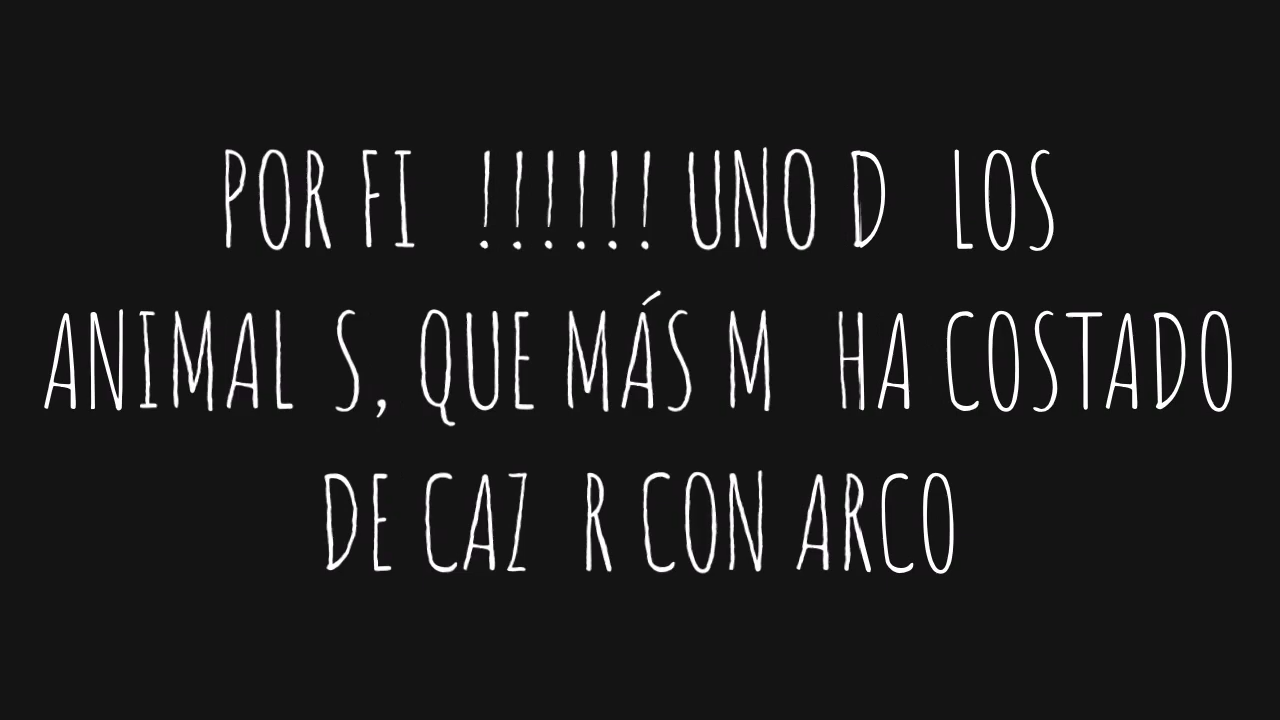 POR FI !!!!!! UNO D LOS
ANIMAL S, QUE MÁS M HA COSTADO
DE CAZ R CON ARCO